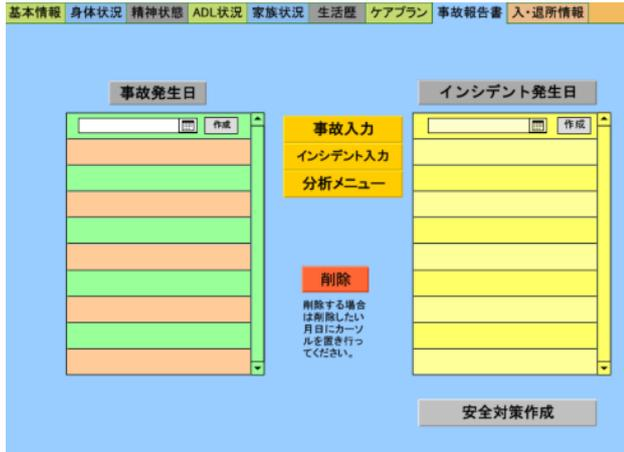 基本情報 身体状況 精神状態 ADL状況 家族状況 生活歴 ケアプラン 事故報告書 入・退所情報
事故発生日
インシデント発生日
作成
事故入力
作成
インシデント入力
分析メニュー
削除
削除する場合
は削除したい
月日にカーソ
ルを置き行っ
てください。
安全対策作成